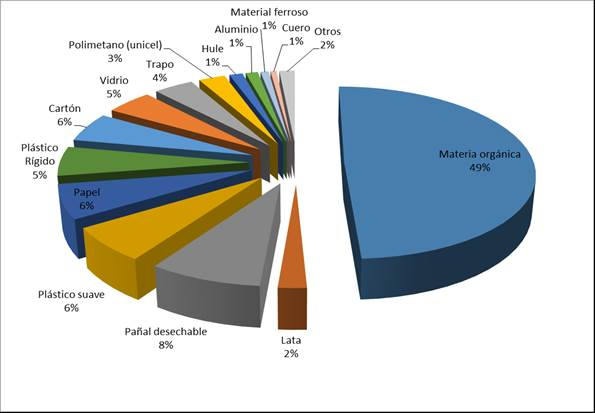 Material ferroso
1%
Cuero
1%
Otros
2%
Aluminio
1%
Hule
1%
Polimetano (unicel)
3%
Trapo
4%
Vidrio
5%
Cartón
6%
Plástico
Rígido
5%
Papel
6%
Plástico suave
6%
Pañal desechable
8%
Lata
2%
Materia orgánica
49%